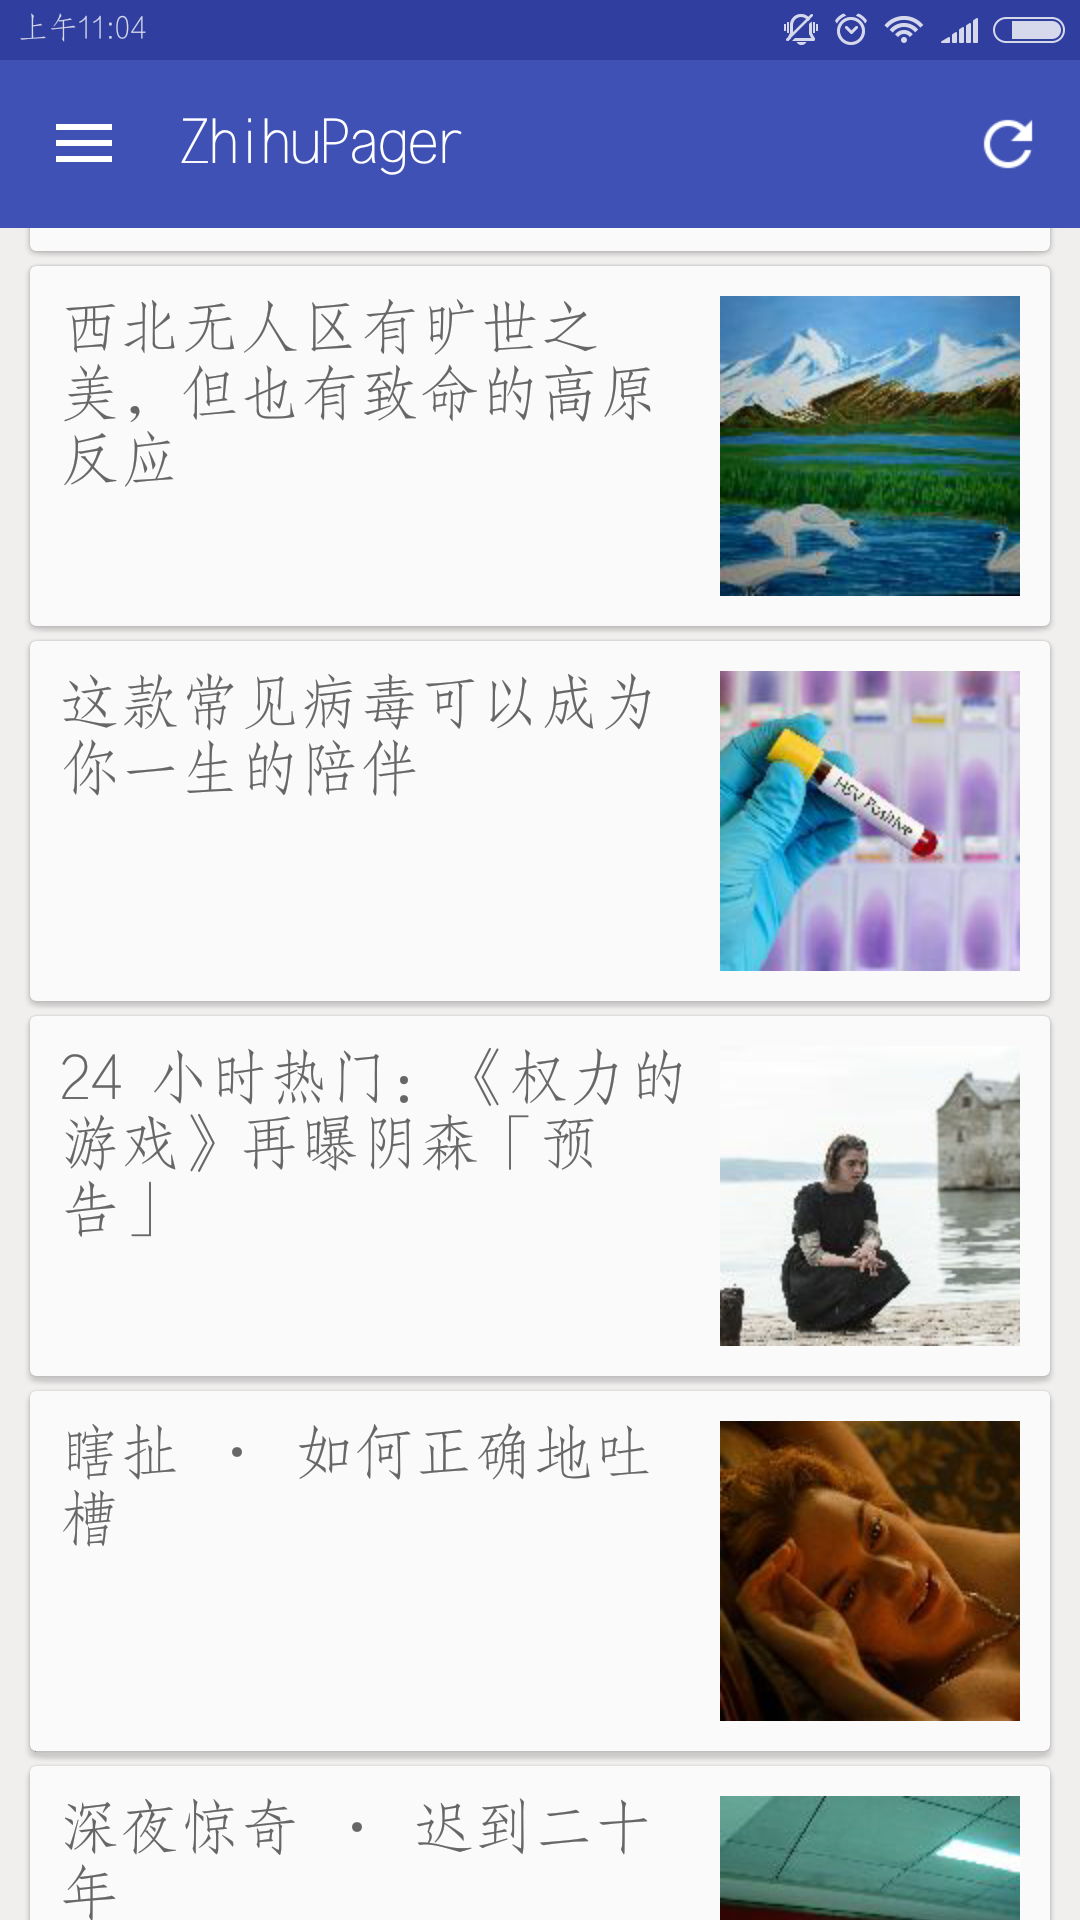 上午11:04
ZhihuPager
西北无人区有旷世之
美，但也有致命的高原
反应
这款常见病毒可以成为
你一生的陪伴
HSV Positive
24 小时热门：《权力的
游戏》再曝阴森「预
告」
瞎扯 · 如何正确地吐
槽
深夜惊奇 · 迟到二十
年